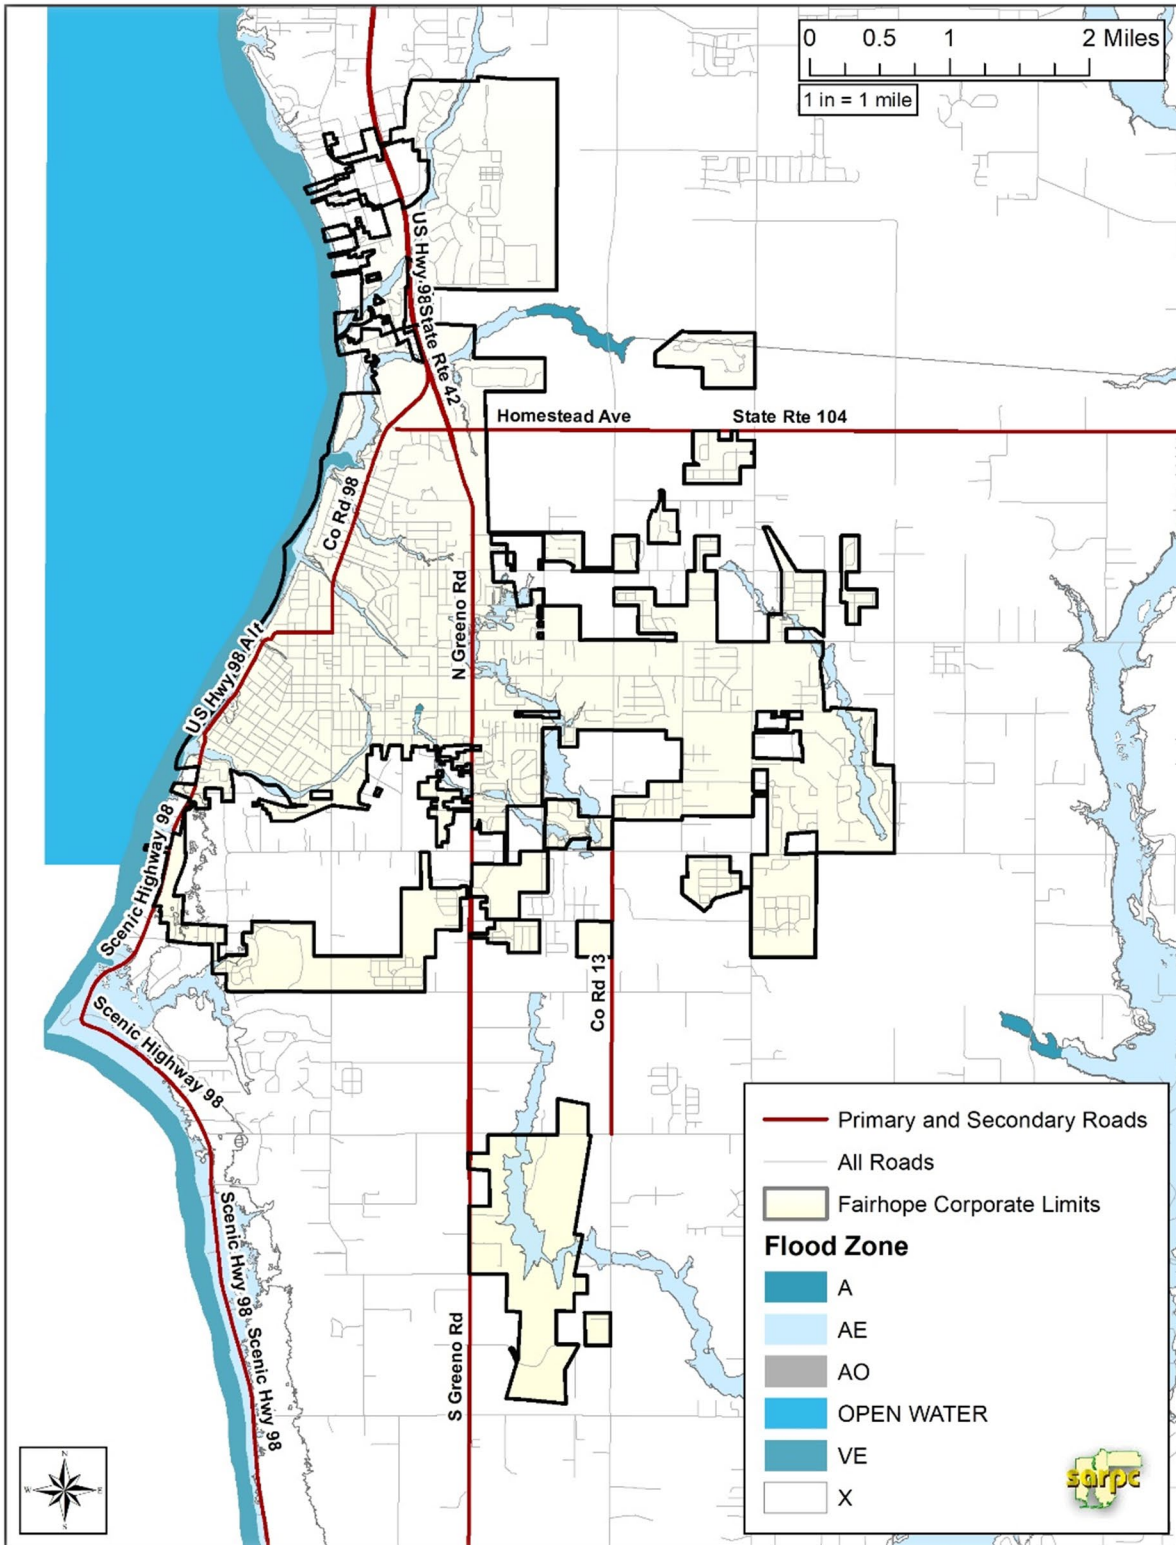 0 0.5 1 2 Miles
1 in = 1 mile
US Hwy 98
State Rte 42
Homestead Ave
State Rte 104
Co Rd 98
N Greeno Rd
US Hwy 98 Alt
Scenic Highway 98
Co Rd 13
Scenic Highway 98
Scenic Hwy 98
Scenic Hwy 98
S Greeno Rd
Primary and Secondary Roads
All Roads
Fairhope Corporate Limits
Flood Zone
A
AE
AO
OPEN WATER
VE
X
N
W E
S
sarpc